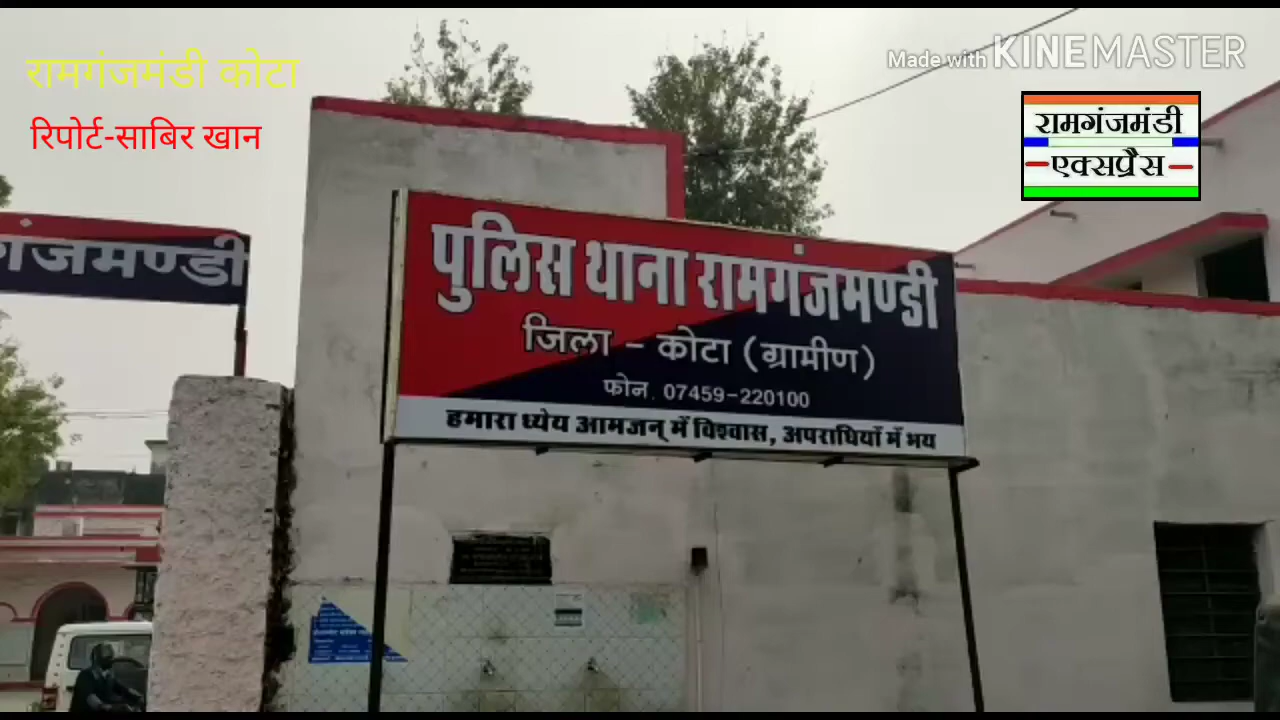 रामगंजमंडी कोटा
रिपोर्ट-साबिर खान
Made with KINEMASTER
रामगंजमंडी
एक्सप्रैस
गंजमण्डी
पुलिस थाना रामगंजमण्डी
जिला - कोटा (ग्रामीण)
फोन. 07459-220100
हमारा ध्येय आमजन् में विश्वास, अपराधियों में भय